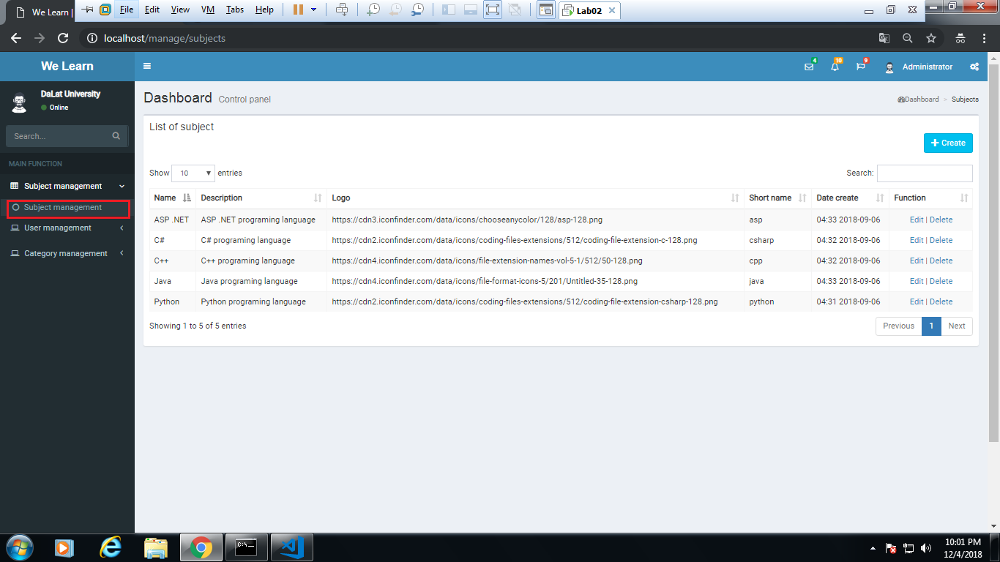 We Learn |
File Edit View VM Tabs Help
Lab02
localhost/manage/subjects
We Learn
4 10 9 Administrator
DaLat University
Online
Dashboard Control panel
Dashboard > Subjects
Search...
List of subject
Create
MAIN FUNCTION
Subject management
Subject management
User management
Category management
Show 10 entries
Search:
Name Description Logo Short name Date create Function
ASP .NET ASP .NET programing language https://cdn3.iconfinder.com/data/icons/chooseanycolor/128/asp-128.png asp 04:33 2018-09-06 Edit | Delete
C# C# programing language https://cdn2.iconfinder.com/data/icons/coding-files-extensions/512/coding-file-extension-c-128.png csharp 04:32 2018-09-06 Edit | Delete
C++ C++ programing language https://cdn4.iconfinder.com/data/icons/file-extension-names-vol-5-1/512/50-128.png cpp 04:32 2018-09-06 Edit | Delete
Java Java programing language https://cdn4.iconfinder.com/data/icons/file-format-icons-5/201/Untitled-35-128.png java 04:33 2018-09-06 Edit | Delete
Python Python programing language https://cdn2.iconfinder.com/data/icons/coding-files-extensions/512/coding-file-extension-csharp-128.png python 04:31 2018-09-06 Edit | Delete
Showing 1 to 5 of 5 entries
Previous 1 Next
C:\_
10:01 PM
12/4/2018